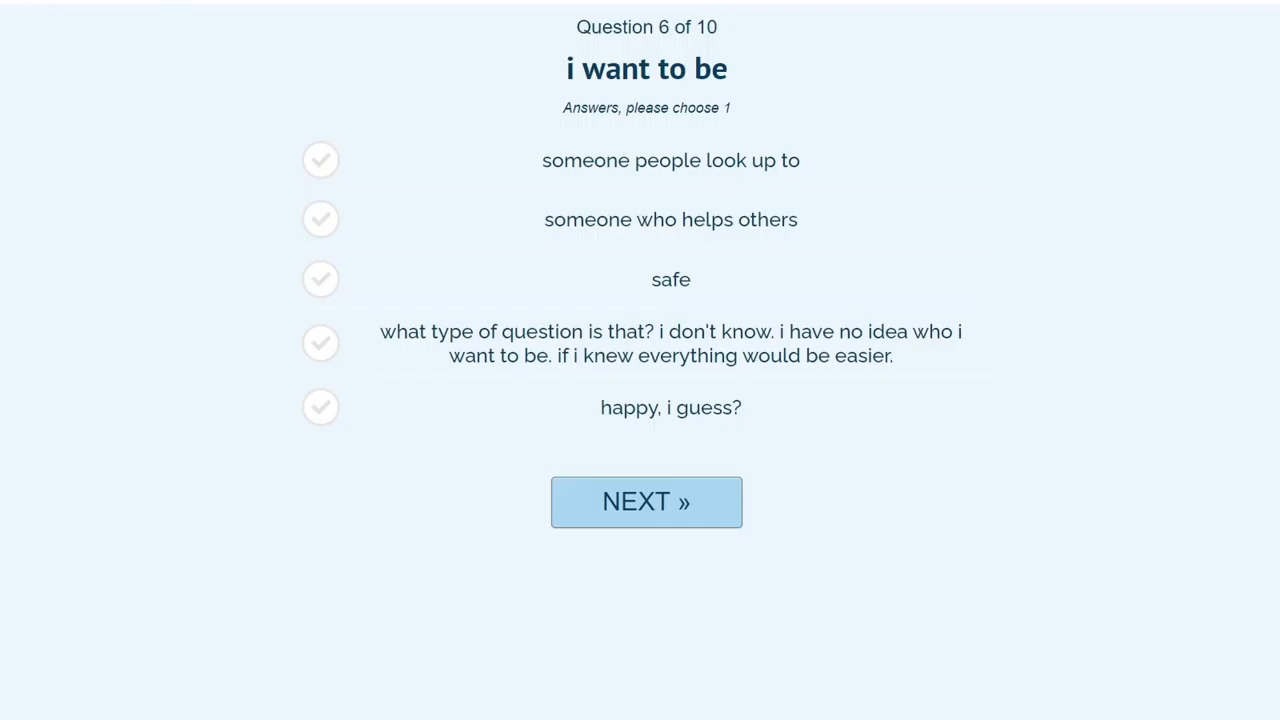 Question 6 of 10
i want to be
Answers, please choose 1
someone people look up to
someone who helps others
safe
what type of question is that? i don't know. i have no idea who i
want to be. if i knew everything would be easier.
happy, i guess?
NEXT »